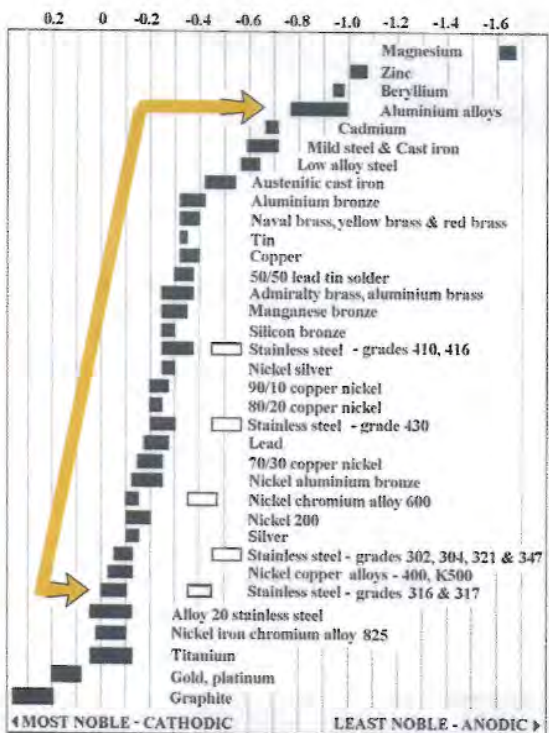 0.2 0 -0.2 -0.4 -0.6 -0.8 -1.0 -1.2 -1.4 -1.6
Magnesium
Zinc
Beryllium
Aluminium alloys
Cadmium
Mild steel & Cast iron
Low alloy steel
Austenitic cast iron
Aluminium bronze
Naval brass, yellow brass & red brass
Tin
Copper
50/50 lead tin solder
Admiralty brass, aluminium brass
Manganese bronze
Silicon bronze
Stainless steel - grades 410, 416
Nickel silver
90/10 copper nickel
80/20 copper nickel
Stainless steel - grade 430
Lead
70/30 copper nickel
Nickel aluminium bronze
Nickel chromium alloy 600
Nickel 200
Silver
Stainless steel - grades 302, 304, 321 & 347
Nickel copper alloys - 400, K500
Stainless steel - grades 316 & 317
Alloy 20 stainless steel
Nickel iron chromium alloy 825
Titanium
Gold, platinum
Graphite
MOST NOBLE - CATHODIC LEAST NOBLE - ANODIC